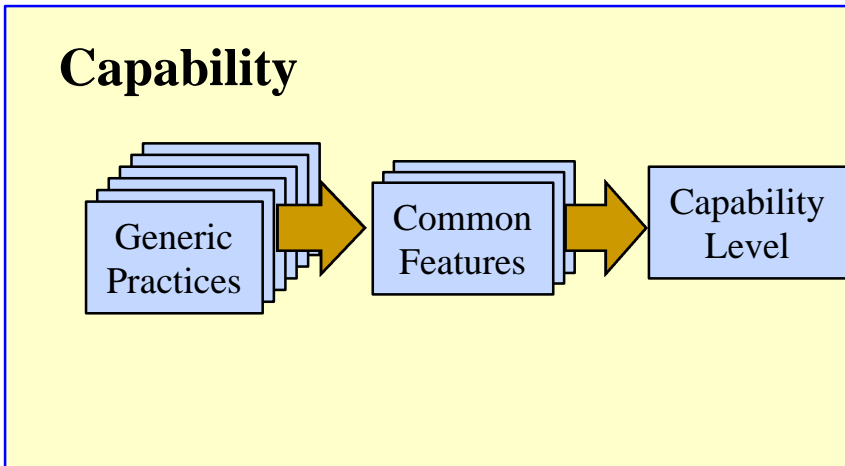 Capability
Generic
Practices
Common
Features
Capability
Level